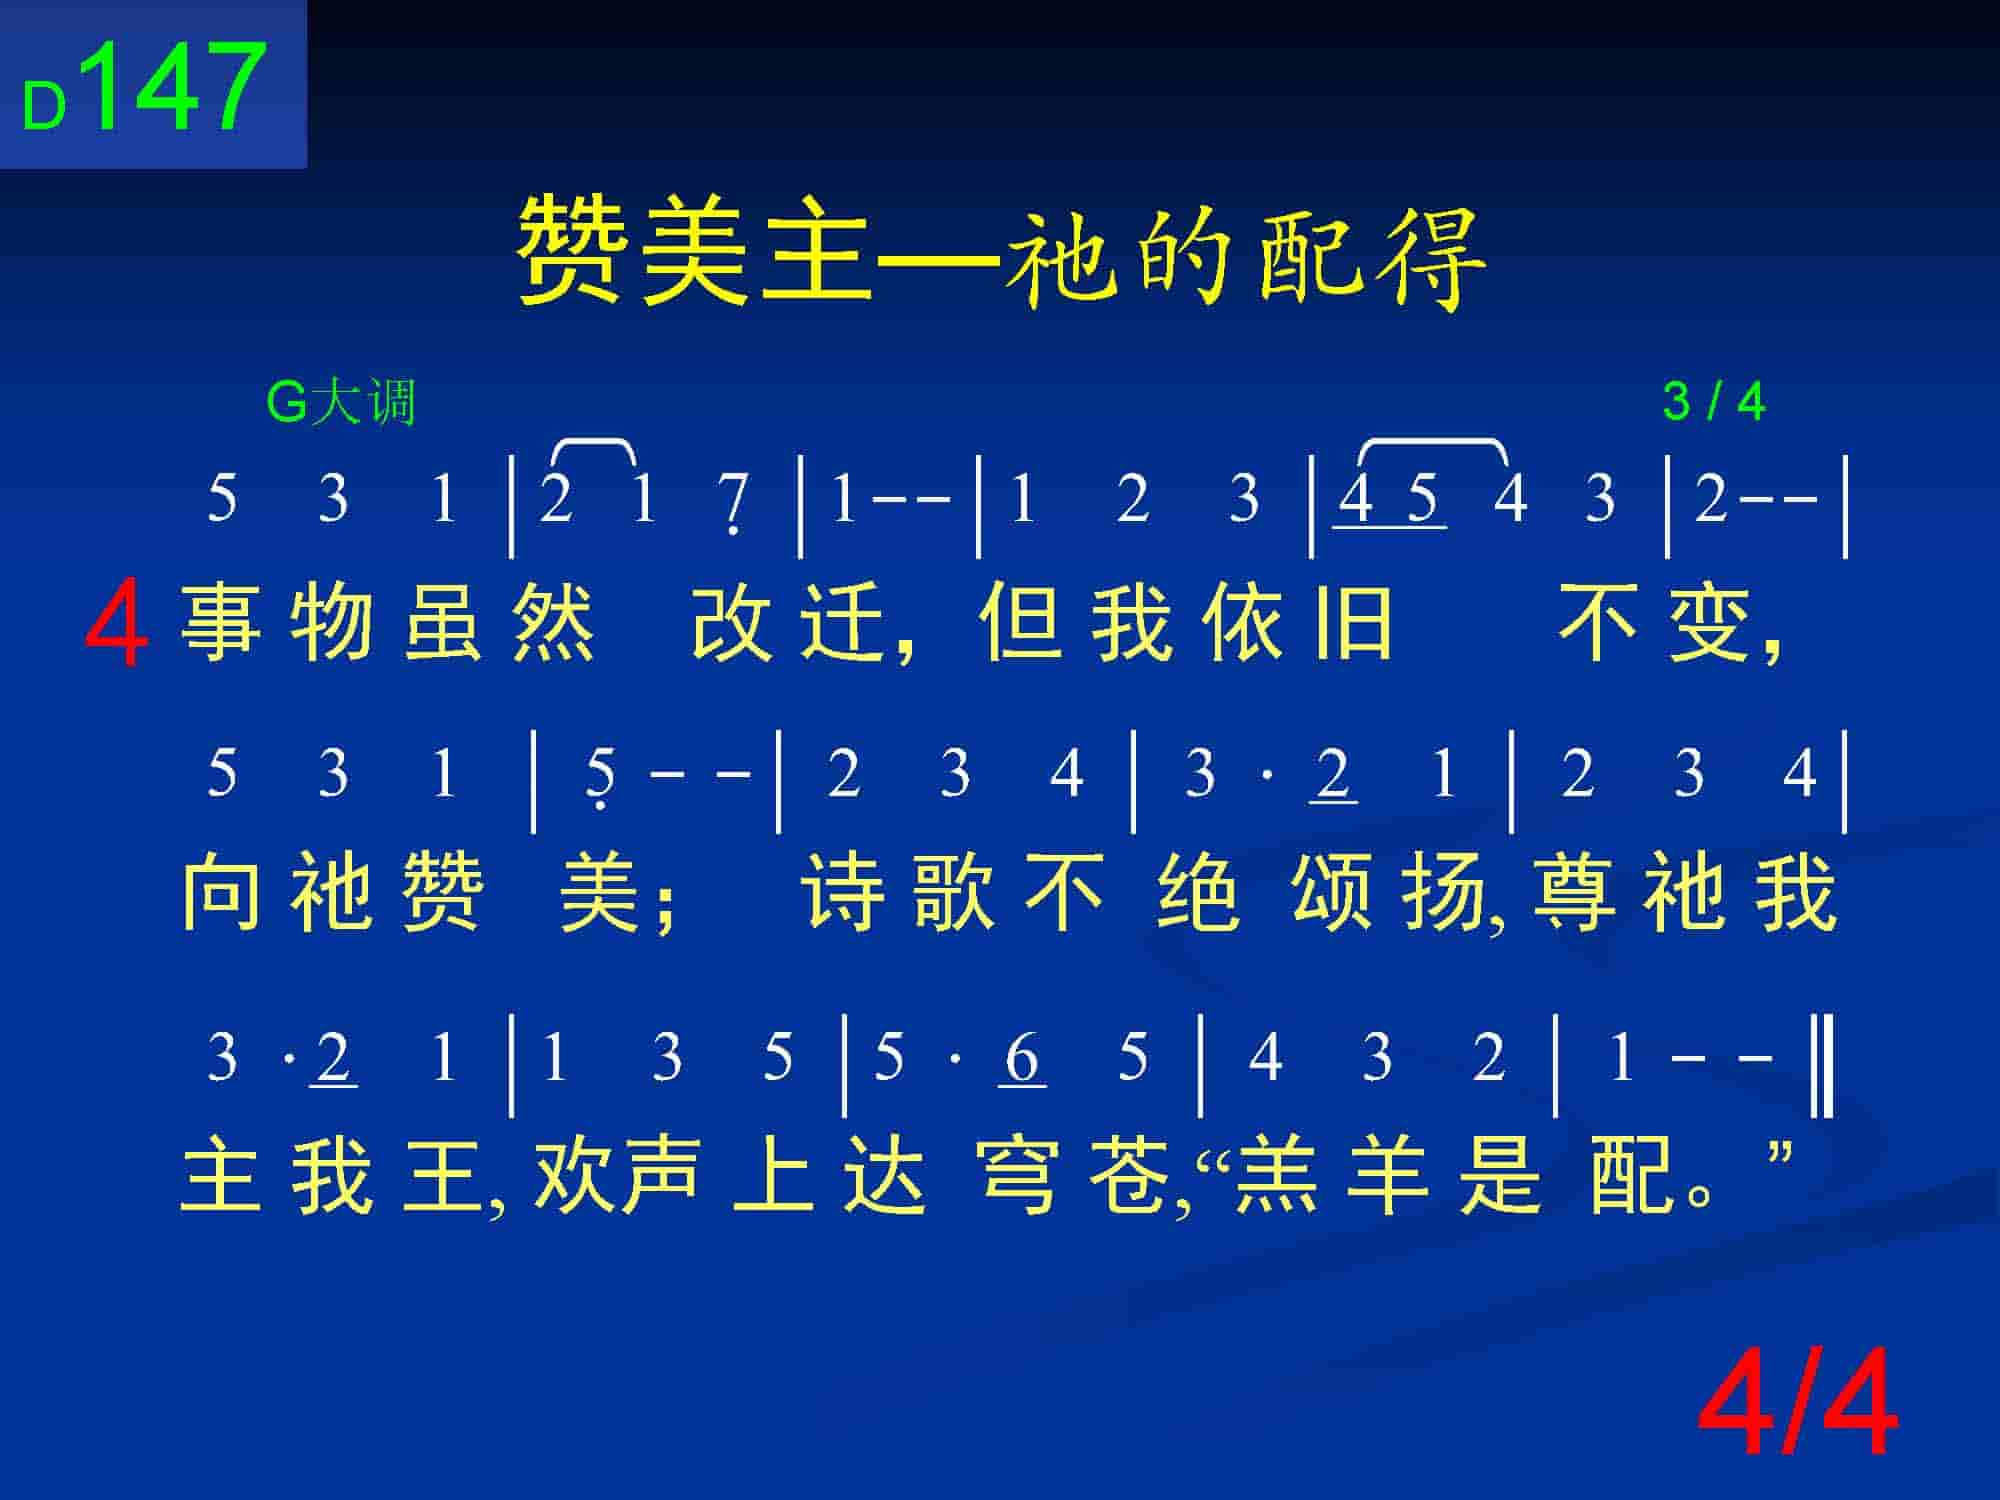 D147
赞美主—祂的配得
G大调 3 / 4
5 3 1 | 2 1 7̣ | 1-- | 1 2 3 | 4 5 4 3 | 2-- |
4 事物虽然 改迁，但我依旧 不变，
5 3 1 | 5̣ - - | 2 3 4 | 3 · 2 1 | 2 3 4 |
向祂赞 美； 诗歌不 绝 颂扬,尊祂我
3 · 2 1 | 1 3 5 | 5 · 6 5 | 4 3 2 | 1 - - ‖
主我王,欢声上达 穹苍,“羔羊是 配。”
4/4